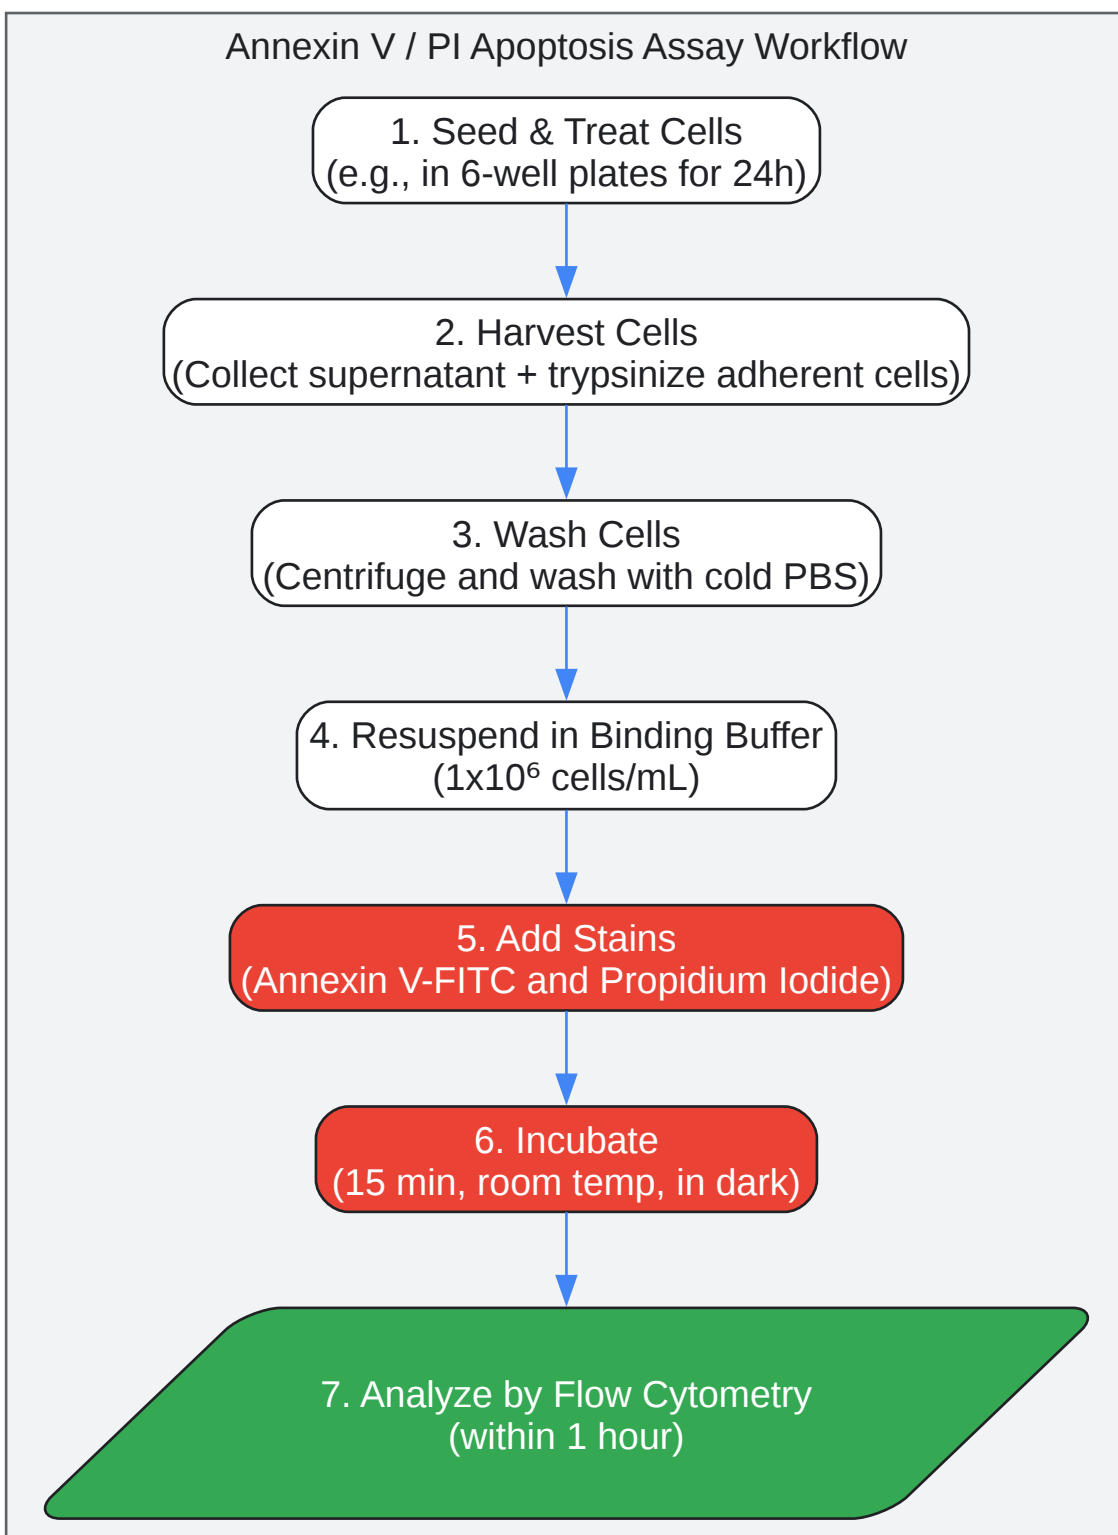 Annexin V / PI Apoptosis Assay Workflow
1. Seed & Treat Cells
(e.g., in 6-well plates for 24h)
2. Harvest Cells
(Collect supernatant + trypsinize adherent cells)
3. Wash Cells
(Centrifuge and wash with cold PBS)
4. Resuspend in Binding Buffer
(1x10⁶ cells/mL)
5. Add Stains
(Annexin V-FITC and Propidium Iodide)
6. Incubate
(15 min, room temp, in dark)
7. Analyze by Flow Cytometry
(within 1 hour)